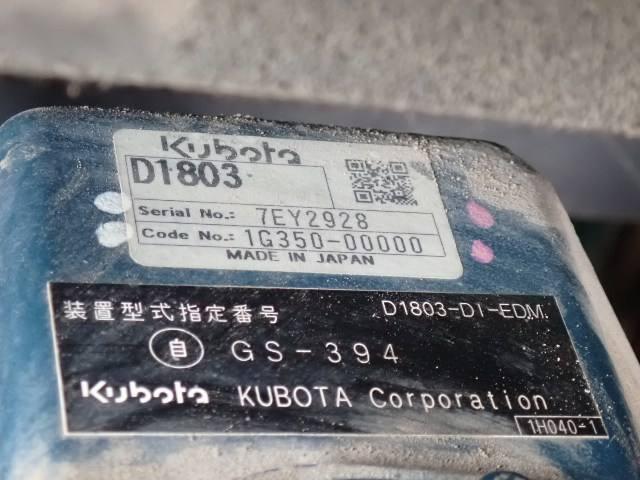 Kubota
D1803
Serial No.: 7EY2928
Code No.: 1G350-00000
MADE IN JAPAN
装置型式指定番号 D1803-DI-EDM.
自 GS-394
Kubota KUBOTA Corporation
1H040-1